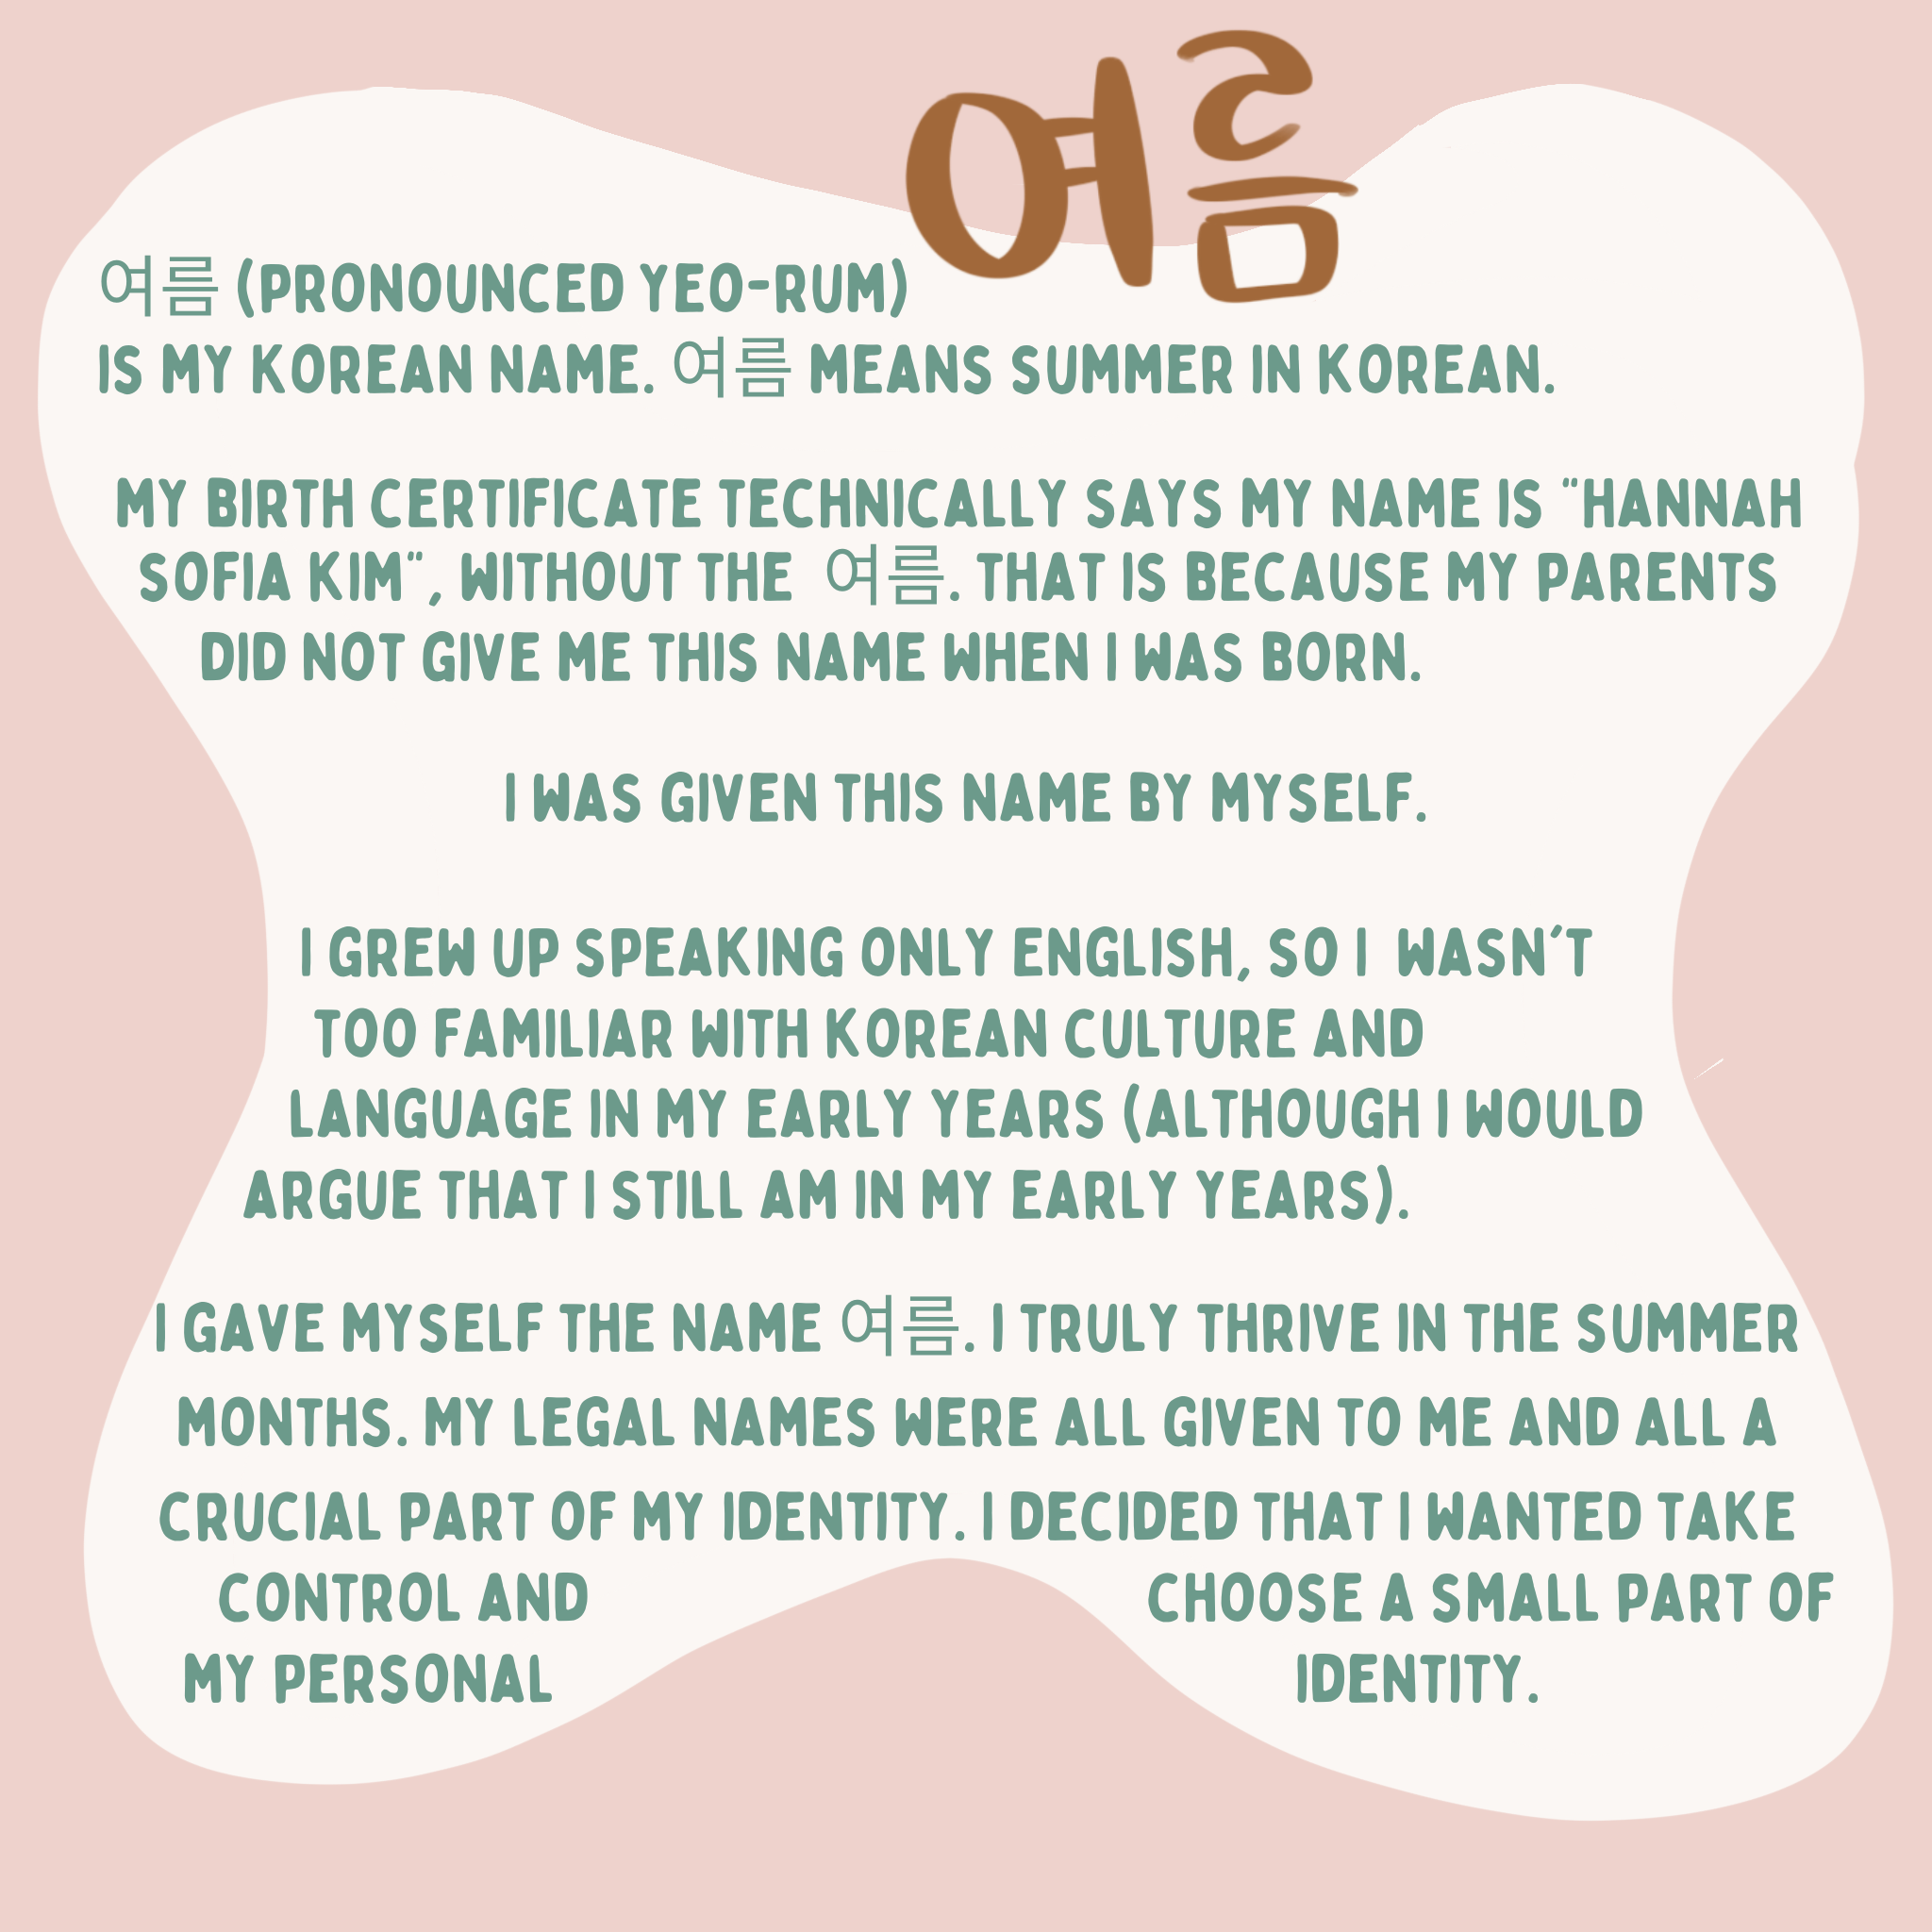 여름
여름 (PRONOUNCED YEO-RUM)
IS MY KOREAN NAME. 여름 MEANS SUMMER IN KOREAN.
MY BIRTH CERTIFICATE TECHNICALLY SAYS MY NAME IS "HANNAH
SOFIA KIM", WITHOUT THE 여름. THAT IS BECAUSE MY PARENTS
DID NOT GIVE ME THIS NAME WHEN I WAS BORN.
I WAS GIVEN THIS NAME BY MYSELF.
I GREW UP SPEAKING ONLY ENGLISH, SO I WASN'T
TOO FAMILIAR WITH KOREAN CULTURE AND
LANGUAGE IN MY EARLY YEARS (ALTHOUGH I WOULD
ARGUE THAT I STILL AM IN MY EARLY YEARS).
I GAVE MYSELF THE NAME 여름. I TRULY THRIVE IN THE SUMMER
MONTHS. MY LEGAL NAMES WERE ALL GIVEN TO ME AND ALL A
CRUCIAL PART OF MY IDENTITY. I DECIDED THAT I WANTED TAKE
CONTROL AND CHOOSE A SMALL PART OF
MY PERSONAL IDENTITY.